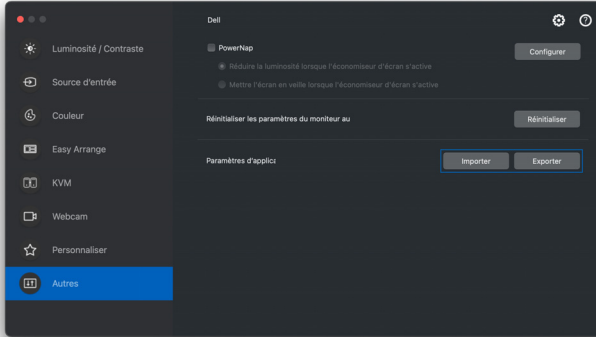 Dell
Luminosité / Contraste
Source d'entrée
Couleur
Easy Arrange
KVM
Webcam
Personnaliser
Autres
PowerNap
Configurer
Réduire la luminosité lorsque l'économiseur d'écran s'active
Mettre l'écran en veille lorsque l'économiseur d'écran s'active
Réinitialiser les paramètres du moniteur au
Réinitialiser
Paramètres d'applica
Importer
Exporter